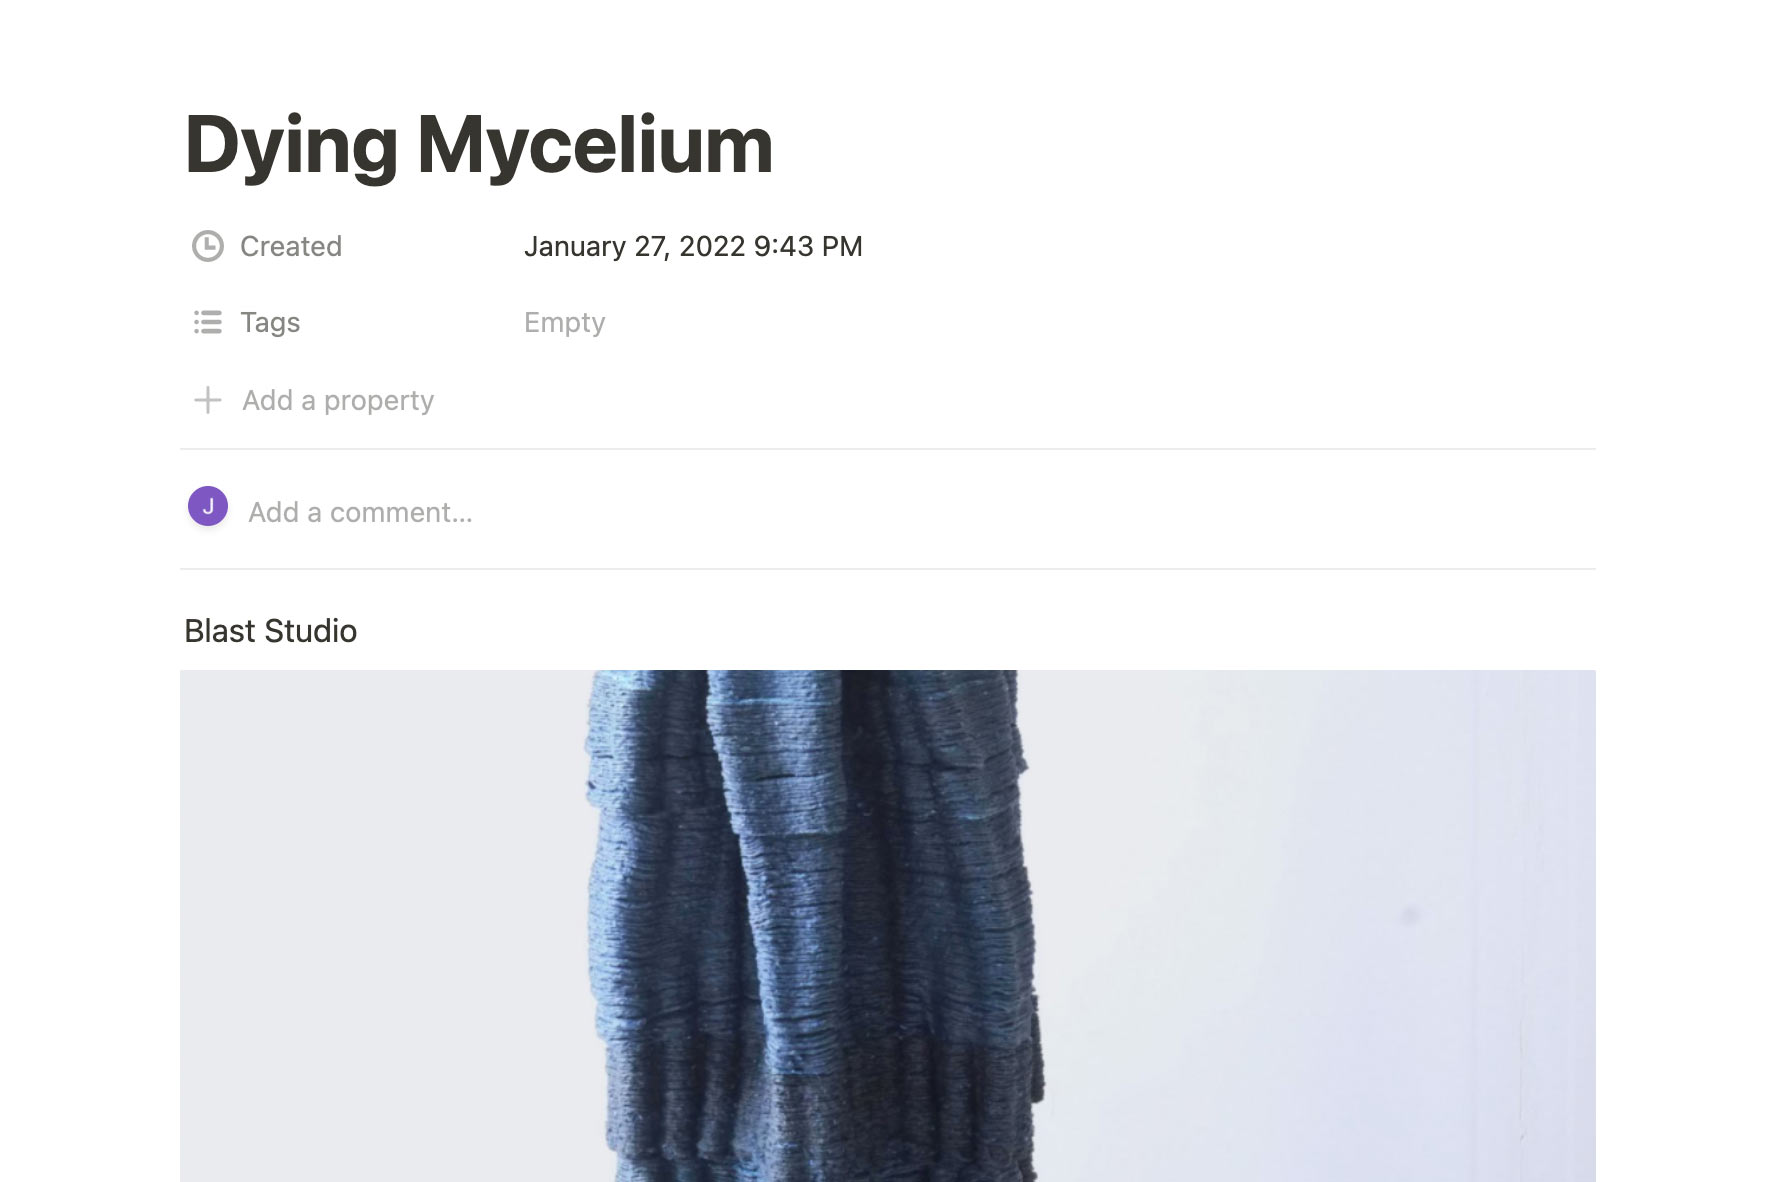 Dying Mycelium
Created January 27, 2022 9:43 PM
Tags Empty
Add a property
J Add a comment...
Blast Studio